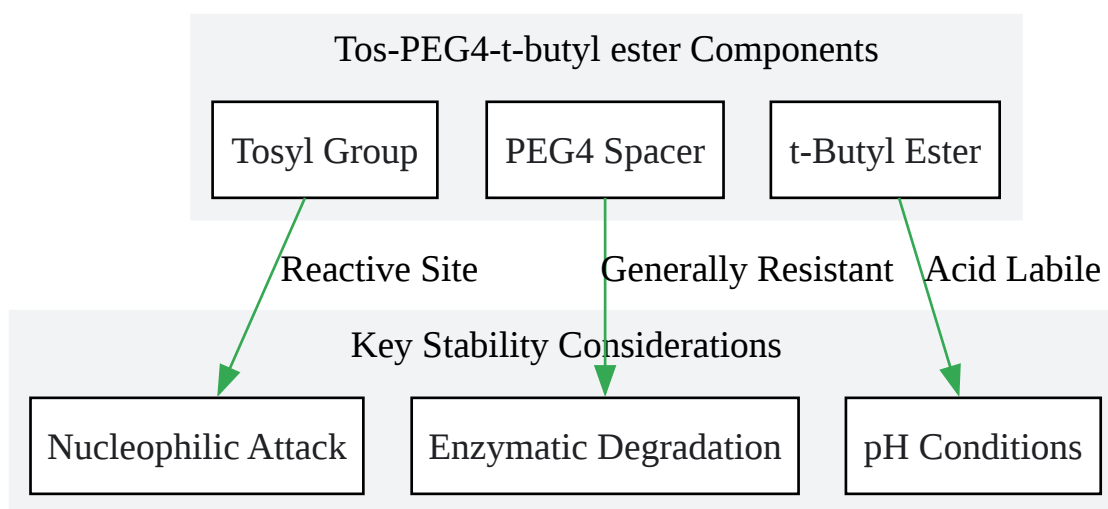 Tos-PEG4-t-butyl ester Components
Tosyl Group
PEG4 Spacer
t-Butyl Ester
Reactive Site
Generally Resistant
Acid Labile
Key Stability Considerations
Nucleophilic Attack
Enzymatic Degradation
pH Conditions